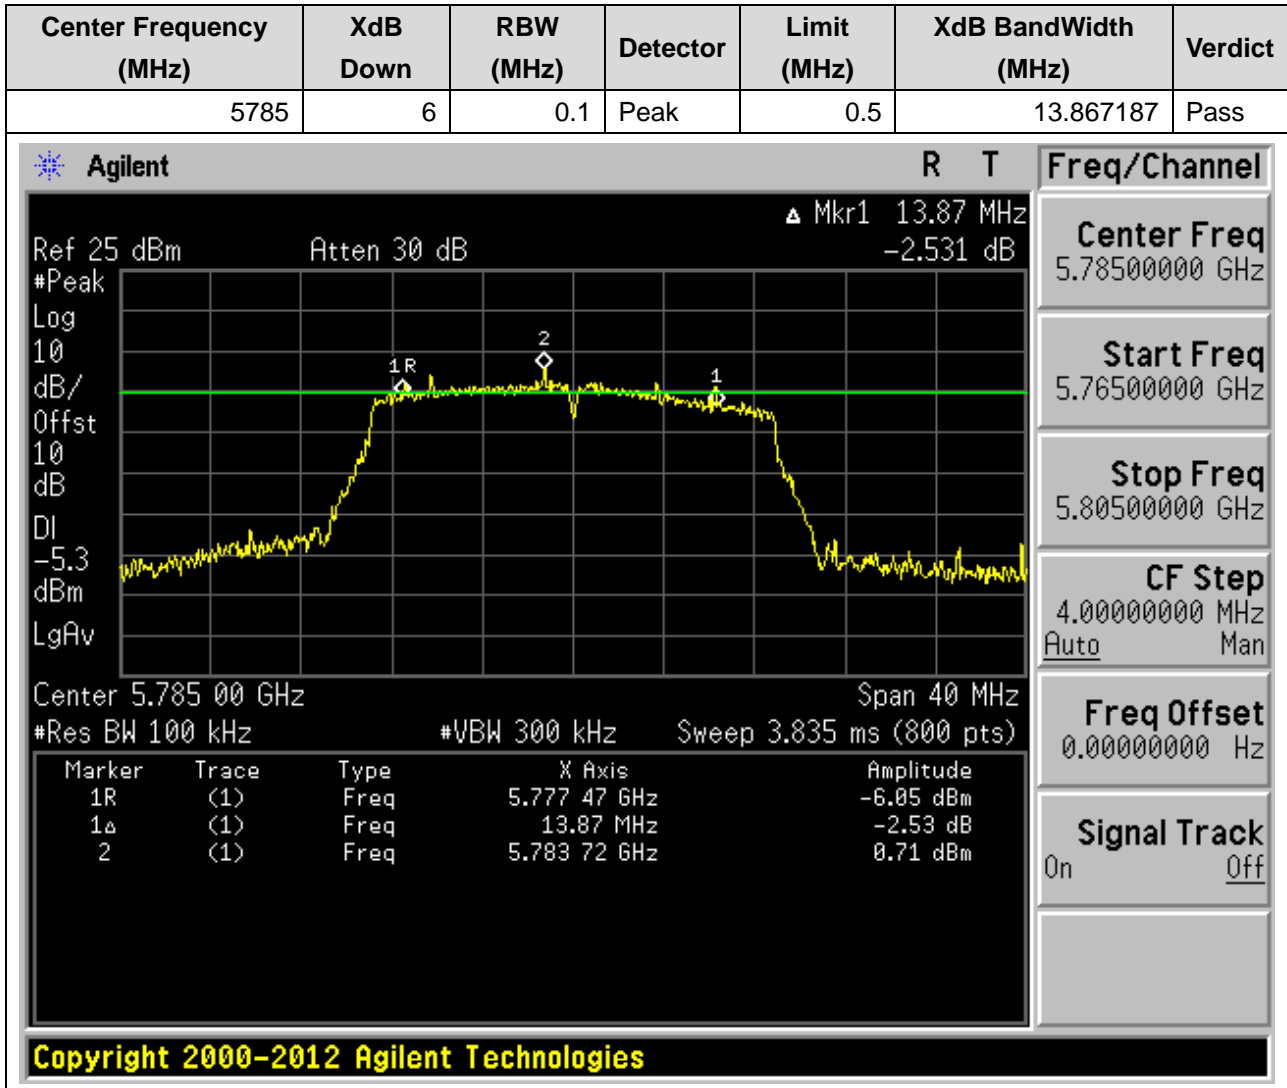 Center Frequency (MHz) XdB Down RBW (MHz) Detector Limit (MHz) XdB BandWidth (MHz) Verdict
5785 6 0.1 Peak 0.5 13.867187 Pass
Agilent R T
Δ Mkr1 13.87 MHz
Ref 25 dBm Atten 30 dB -2.531 dB
#Peak
Log
10
dB/
Offst
10
dB
DI
-5.3
dBm
LgAv
1R
2
1
Center 5.785 00 GHz Span 40 MHz
#Res BW 100 kHz #VBW 300 kHz Sweep 3.835 ms (800 pts)
Marker Trace Type X Axis Amplitude
1R (1) Freq 5.777 47 GHz -6.05 dBm
1Δ (1) Freq 13.87 MHz -2.53 dB
2 (1) Freq 5.783 72 GHz 0.71 dBm
Freq/Channel
Center Freq
5.78500000 GHz
Start Freq
5.76500000 GHz
Stop Freq
5.80500000 GHz
CF Step
4.00000000 MHz
Auto Man
Freq Offset
0.00000000 Hz
Signal Track
On Off
Copyright 2000-2012 Agilent Technologies